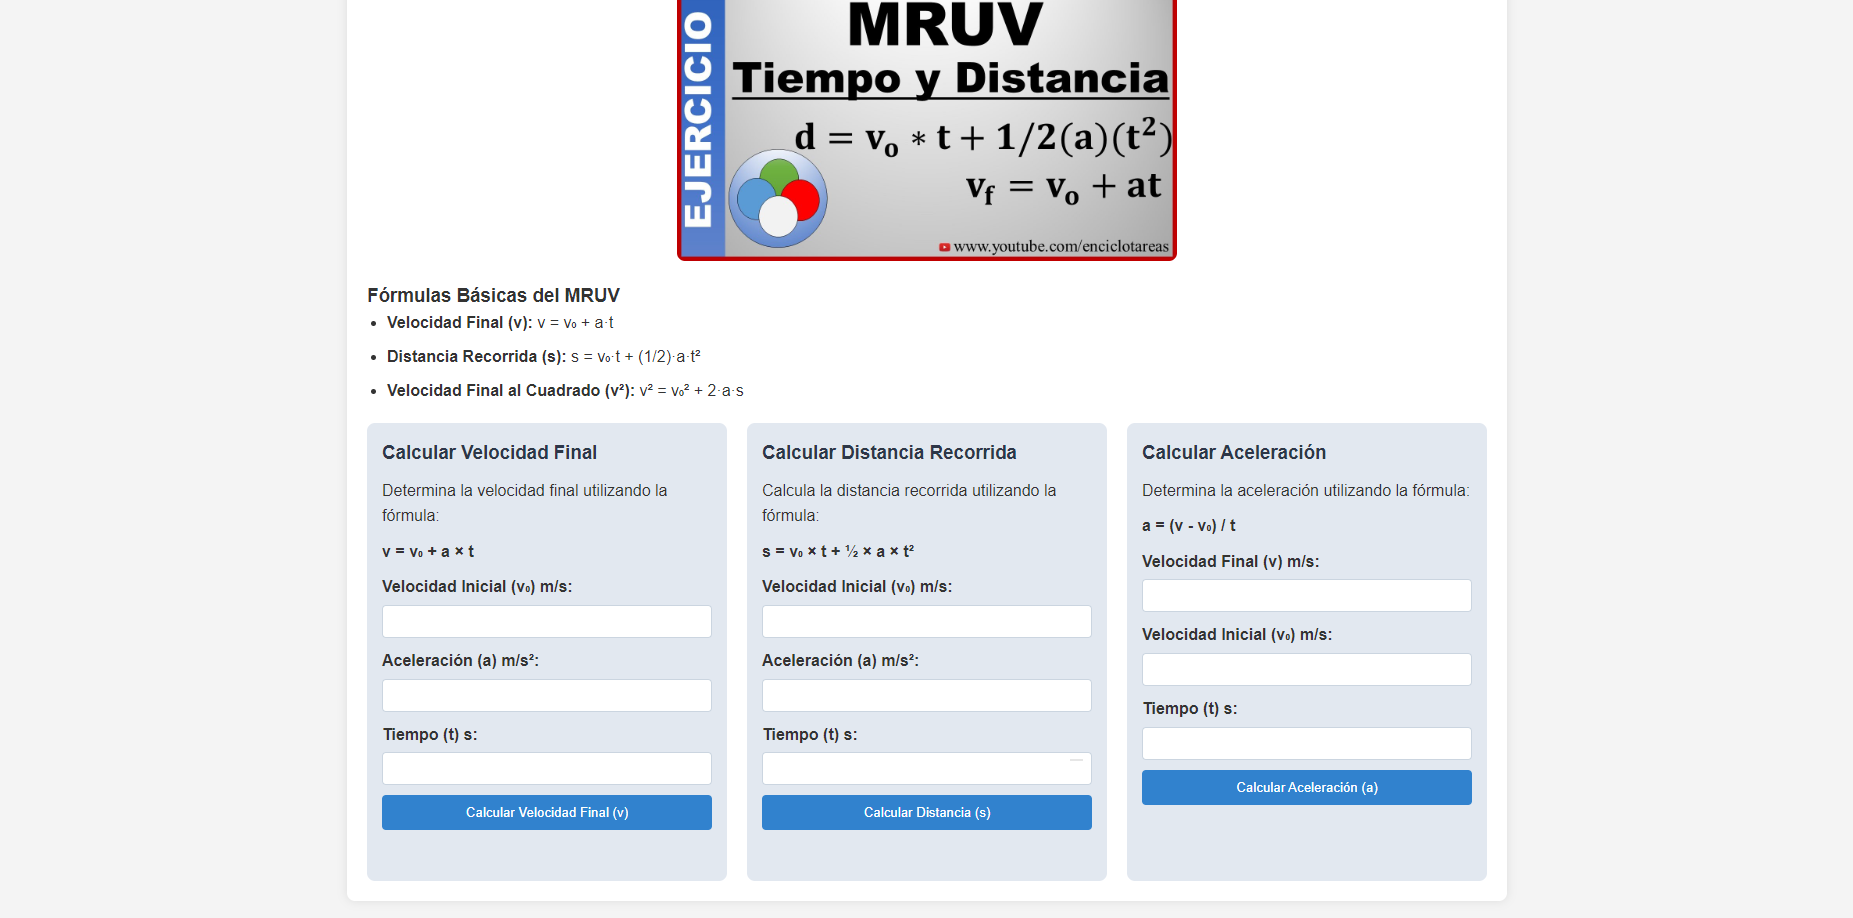 EJERCICIO
MRUV
Tiempo y Distancia
d = v₀ * t + 1/2(a)(t²)
v_f = v₀ + at
www.youtube.com/enciclotareas
Fórmulas Básicas del MRUV
• Velocidad Final (v): v = v₀ + a·t
• Distancia Recorrida (s): s = v₀·t + (1/2)·a·t²
• Velocidad Final al Cuadrado (v²): v² = v₀² + 2·a·s
Calcular Velocidad Final
Determina la velocidad final utilizando la
fórmula:
v = v₀ + a × t
Velocidad Inicial (v₀) m/s:
Aceleración (a) m/s²:
Tiempo (t) s:
Calcular Velocidad Final (v)
Calcular Distancia Recorrida
Calcula la distancia recorrida utilizando la
fórmula:
s = v₀ × t + ½ × a × t²
Velocidad Inicial (v₀) m/s:
Aceleración (a) m/s²:
Tiempo (t) s:
Calcular Distancia (s)
Calcular Aceleración
Determina la aceleración utilizando la fórmula:
a = (v - v₀) / t
Velocidad Final (v) m/s:
Velocidad Inicial (v₀) m/s:
Tiempo (t) s:
Calcular Aceleración (a)